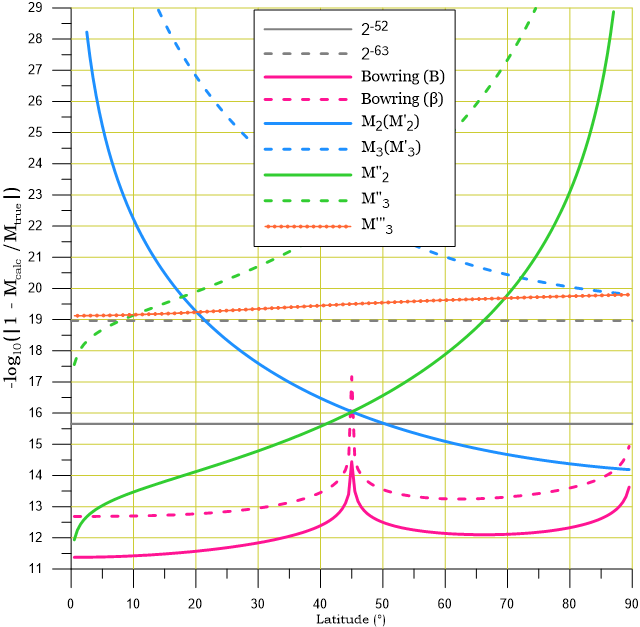 29
28
27
26
25
24
23
22
21
20
19
18
17
16
15
14
13
12
11
-log₁₀(| 1 - M_calc / M_true |)
2⁻⁵²
2⁻⁶³
Bowring (B)
Bowring (β)
M₂(M'₂)
M₃(M'₃)
M"₂
M"₃
M"'₃
0 10 20 30 40 50 60 70 80 90
Latitude (°)